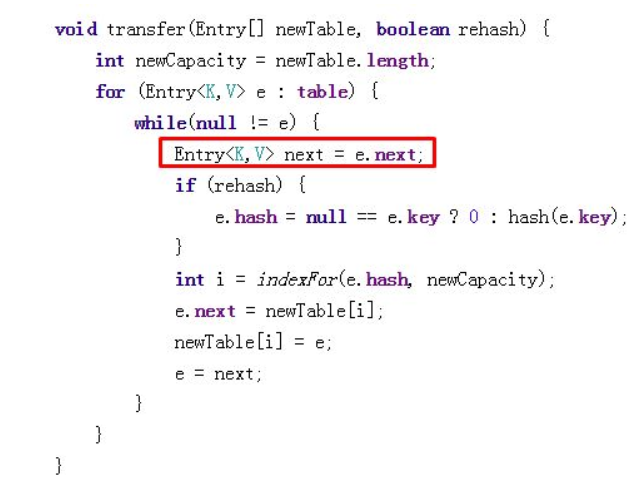 void transfer(Entry[] newTable, boolean rehash) {
int newCapacity = newTable.length;
for (Entry<K,V> e : table) {
while(null != e) {
Entry<K,V> next = e.next;
if (rehash) {
e.hash = null == e.key ? 0 : hash(e.key);
}
int i = indexFor(e.hash, newCapacity);
e.next = newTable[i];
newTable[i] = e;
e = next;
}
}
}